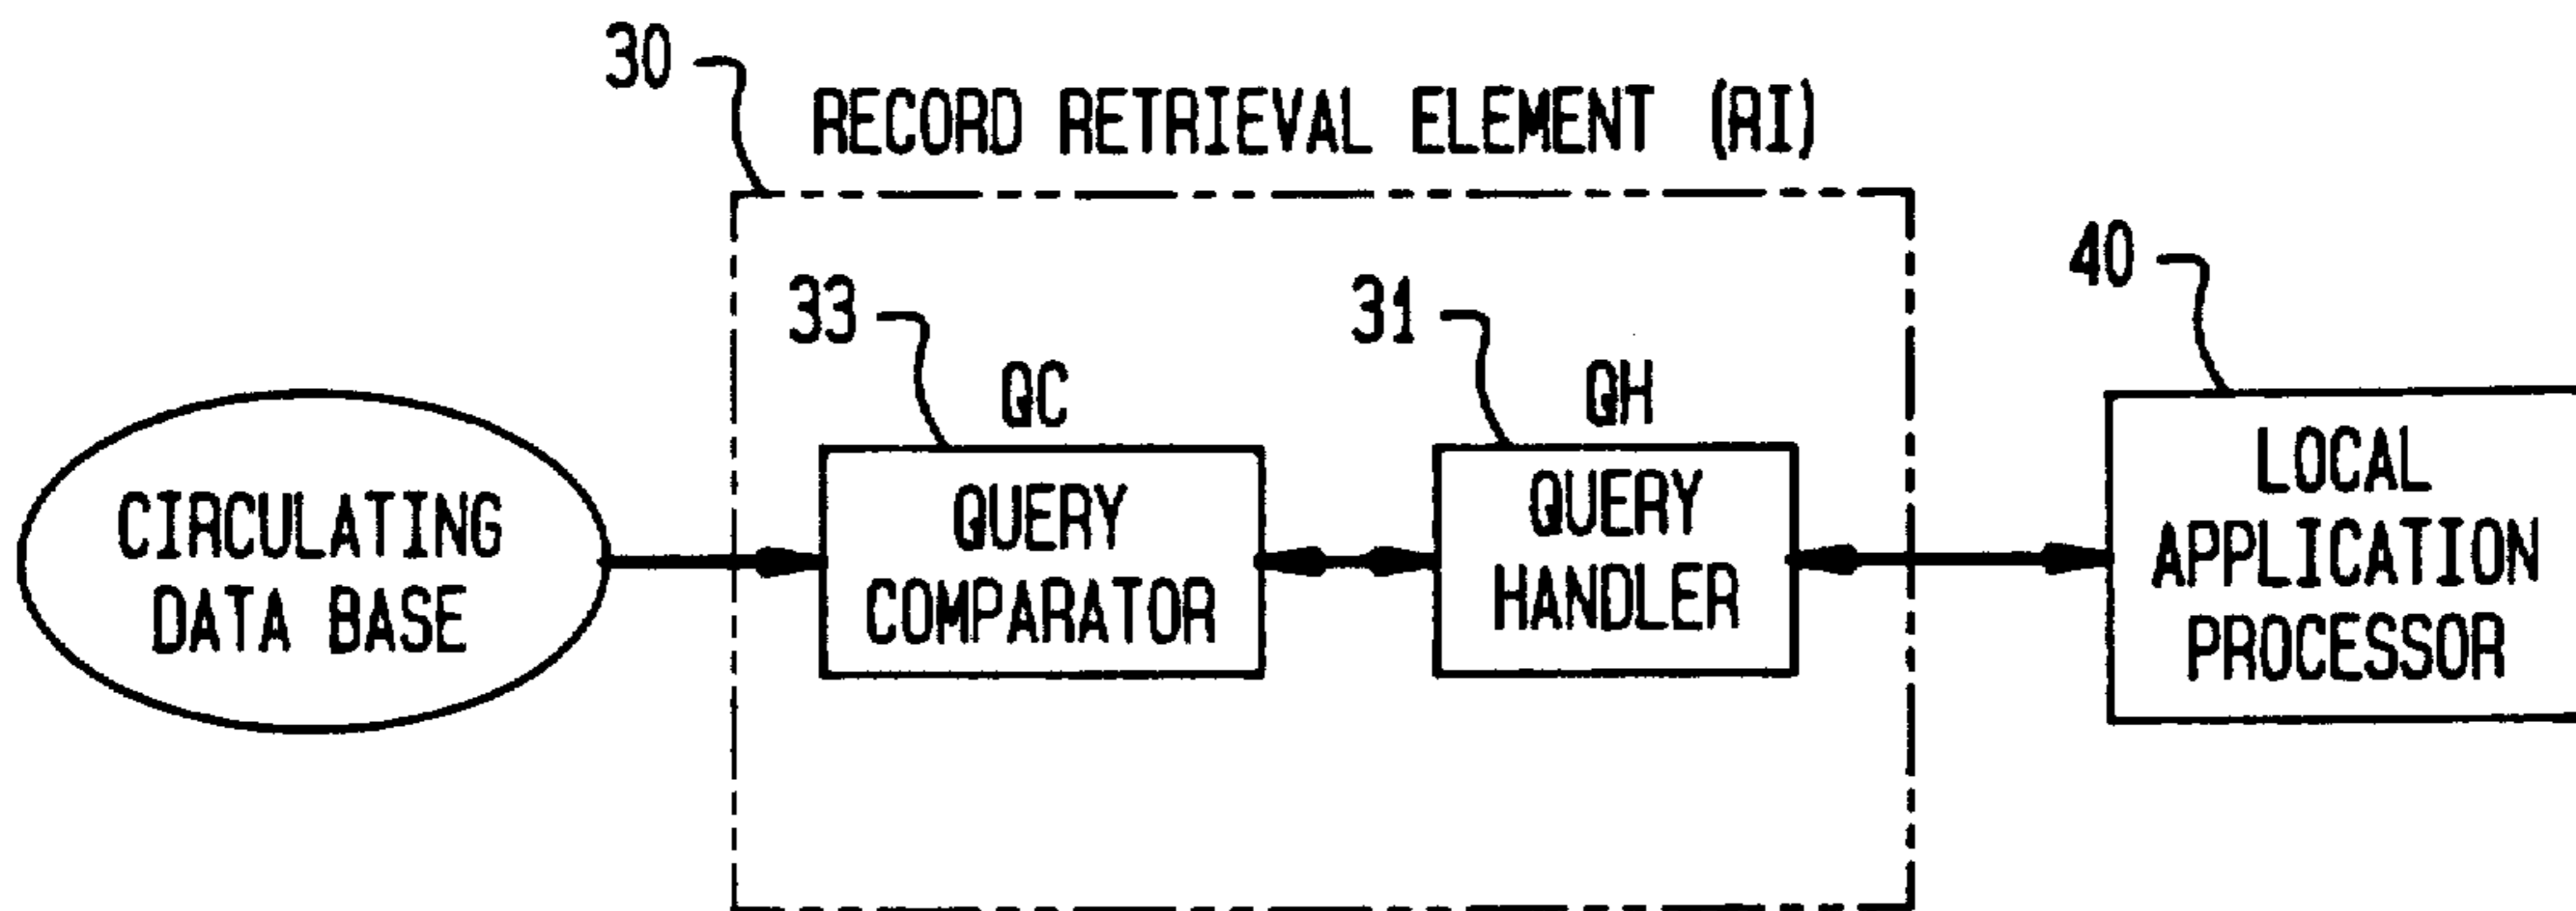 30
RECORD RETRIEVAL ELEMENT (RI)
40
33
31
QC
QH
CIRCULATING
DATA BASE
QUERY
COMPARATOR
QUERY
HANDLER
LOCAL
APPLICATION
PROCESSOR